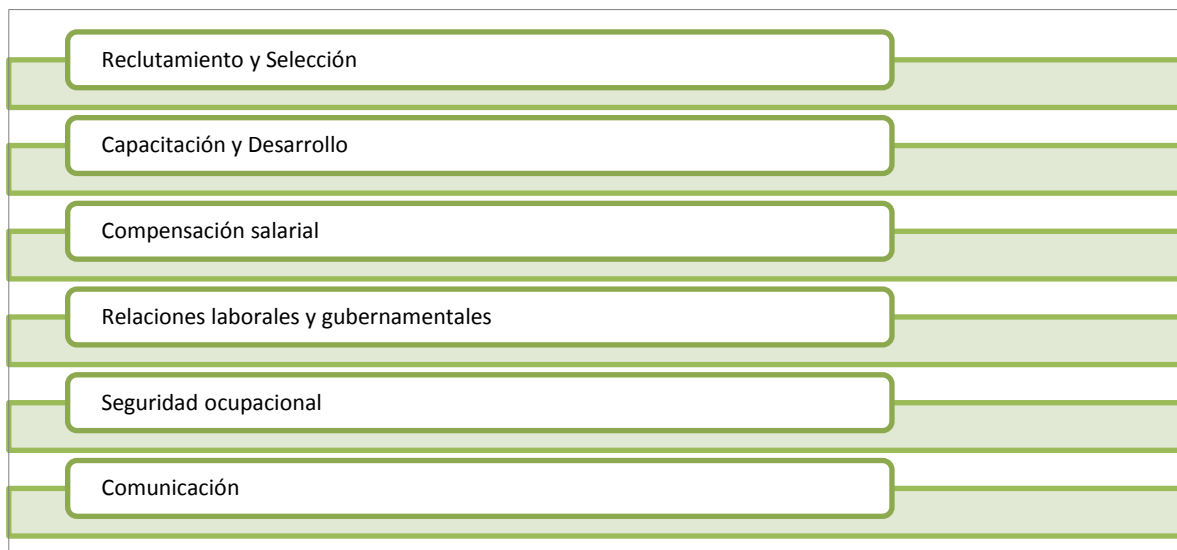 Reclutamiento y Selección
Capacitación y Desarrollo
Compensación salarial
Relaciones laborales y gubernamentales
Seguridad ocupacional
Comunicación